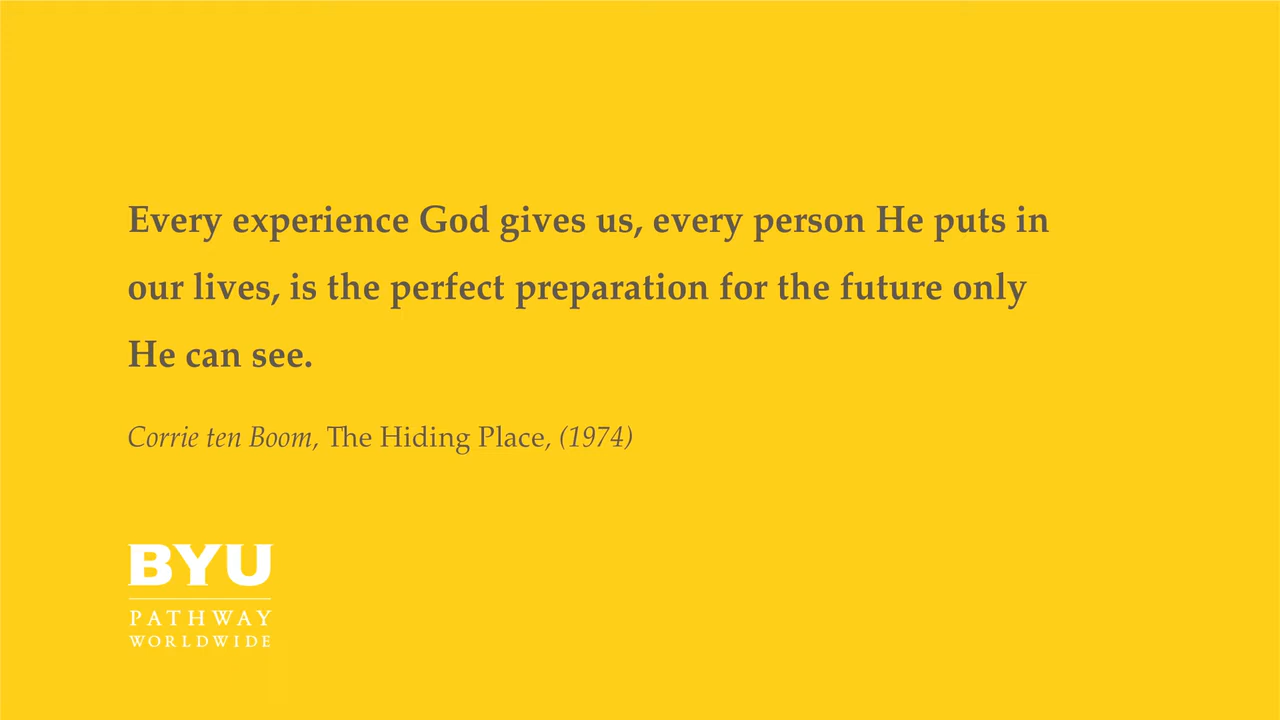 Every experience God gives us, every person He puts in
our lives, is the perfect preparation for the future only
He can see.
Corrie ten Boom, The Hiding Place, (1974)
BYU
PATHWAY
WORLDWIDE